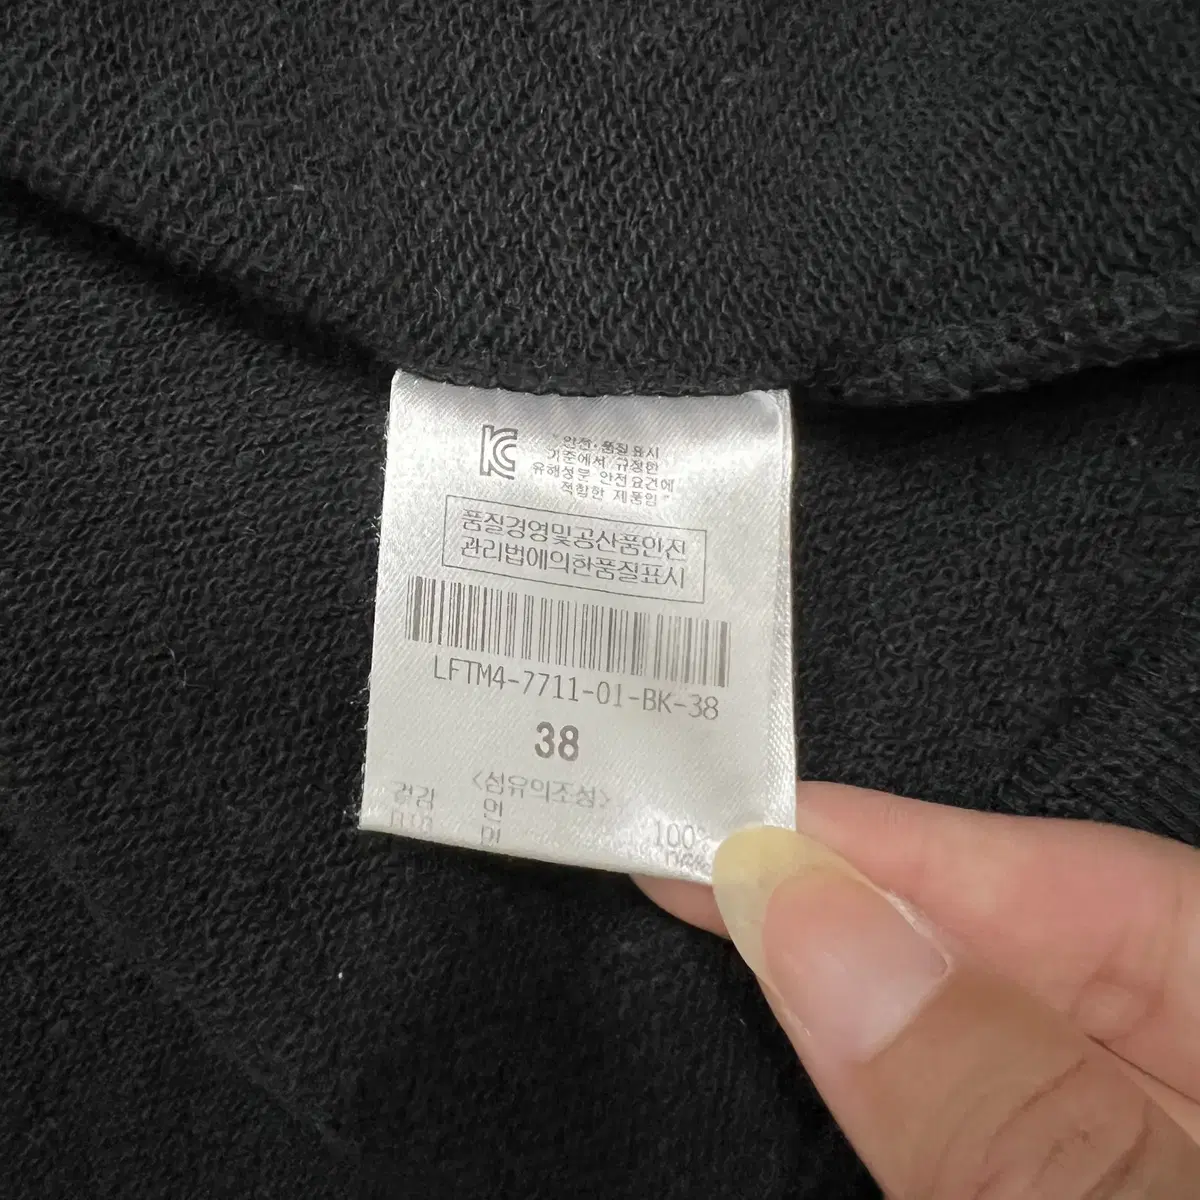 KC
"안전·품질표시
기준에서 규정한
유해성분 안전요건에
적합한 제품임"
품질경영및공산품안전
관리법에의한품질표시
LFTM4-7711-01-BK-38
38
<섬유의조성>
겉감 면 100%